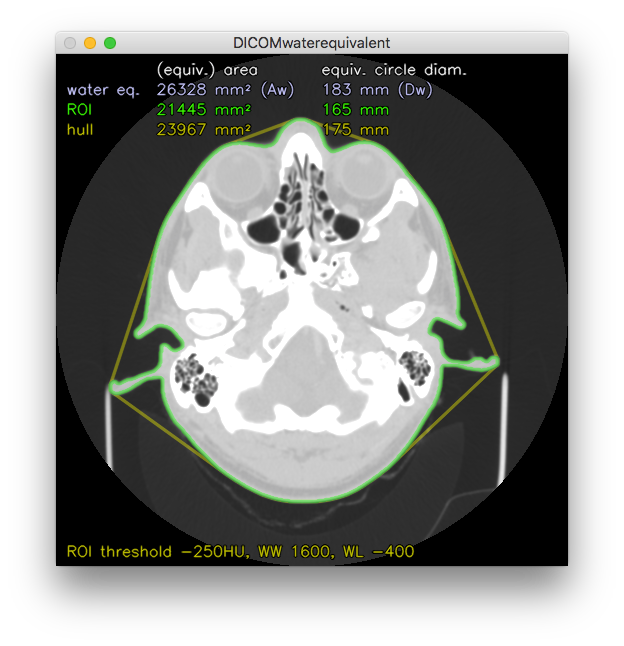 DICOMwaterequivalent
(equiv.) area equiv. circle diam.
water eq. 26328 mm² (Aw) 183 mm (Dw)
ROI 21445 mm² 165 mm
hull 23967 mm² 175 mm
ROI threshold -250HU, WW 1600, WL -400